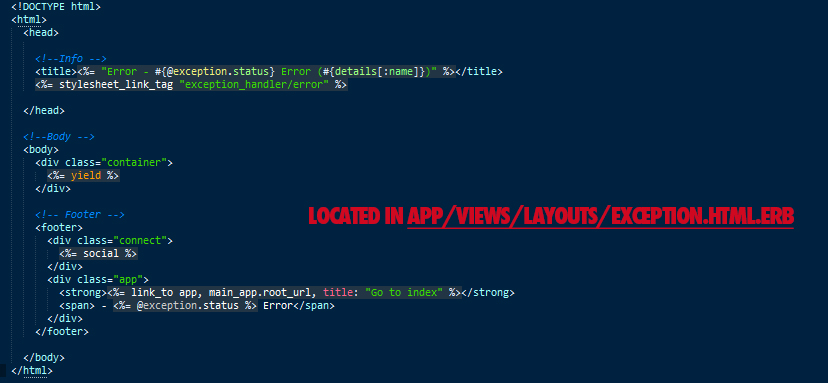 <!DOCTYPE html>
<html>
<head>
<!--Info -->
<title><%= "Error - #{@exception.status} Error (#{details[:name]})" %></title>
<%= stylesheet_link_tag "exception_handler/error" %>
</head>
<!--Body -->
<body>
<div class="container">
<%= yield %>
</div>
LOCATED IN APP/VIEWS/LAYOUTS/EXCEPTION.HTML.ERB
<!-- Footer -->
<footer>
<div class="connect">
<%= social %>
</div>
<div class="app">
<strong><%= link_to app, main_app.root_url, title: "Go to index" %></strong>
<span> - <%= @exception.status %> Error</span>
</div>
</footer>
</body>
</html>